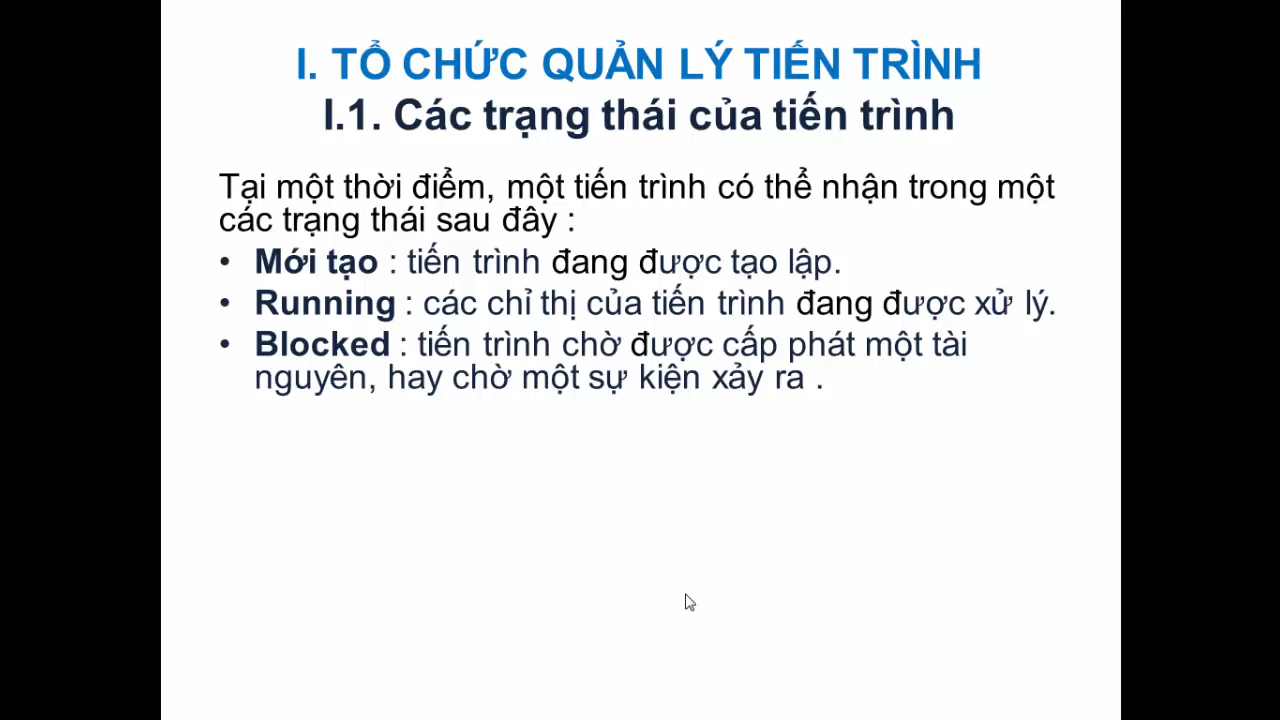 I. TỔ CHỨC QUẢN LÝ TIẾN TRÌNH
I.1. Các trạng thái của tiến trình
Tại một thời điểm, một tiến trình có thể nhận trong một
các trạng thái sau đây :
• Mới tạo : tiến trình đang được tạo lập.
• Running : các chỉ thị của tiến trình đang được xử lý.
• Blocked : tiến trình chờ được cấp phát một tài
nguyên, hay chờ một sự kiện xảy ra .